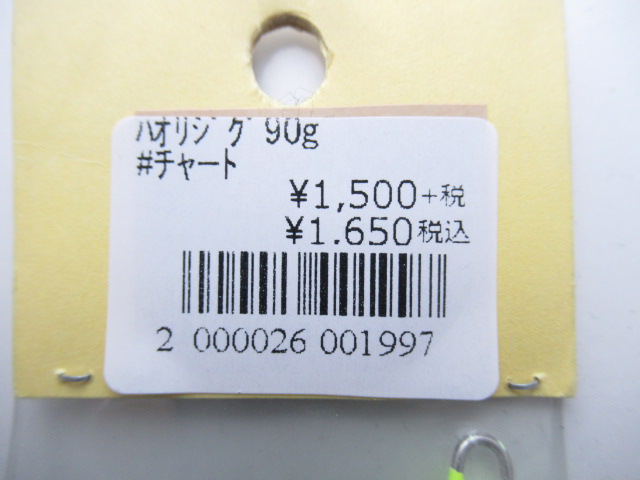 ﾊオﾘｼﾞｸﾞ 90g
#チャート
¥1,500+税
¥1,650税込
2 000026 001997